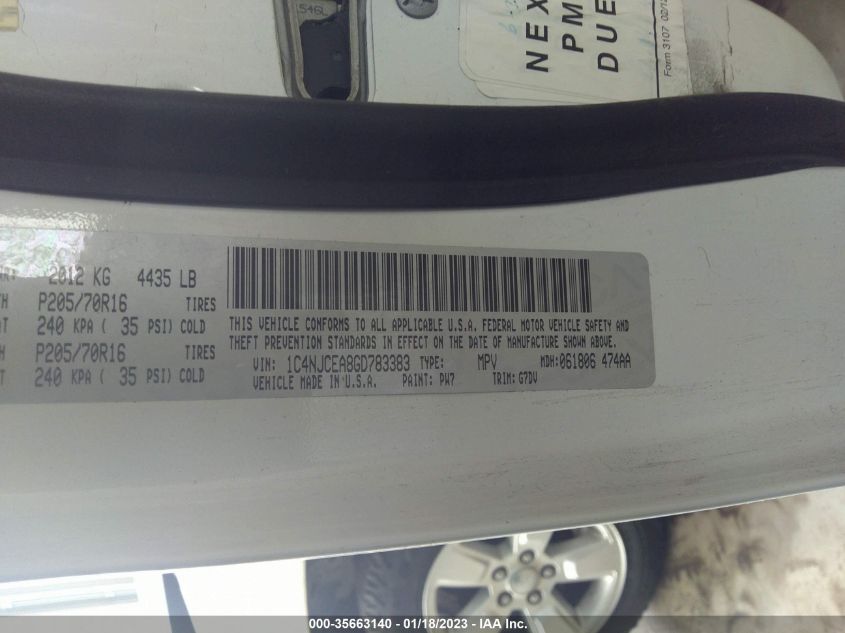 546L
NEX
PM
DUE
Form 3107 02/12
2012 KG 4435 LB
P205/70R16 TIRES
240 KPA ( 35 PSI) COLD
P205/70R16 TIRES
240 KPA ( 35 PSI) COLD
THIS VEHICLE CONFORMS TO ALL APPLICABLE U.S.A. FEDERAL MOTOR VEHICLE SAFETY AND
THEFT PREVENTION STANDARDS IN EFFECT ON THE DATE OF MANUFACTURE SHOWN ABOVE.
VIN: 1C4NJCEA8GD783383 TYPE: MPV MDH:061806 474AA
VEHICLE MADE IN U.S.A. PAINT: PW7 TRIM: G7DV
000-35663140 - 01/18/2023 - IAA Inc.